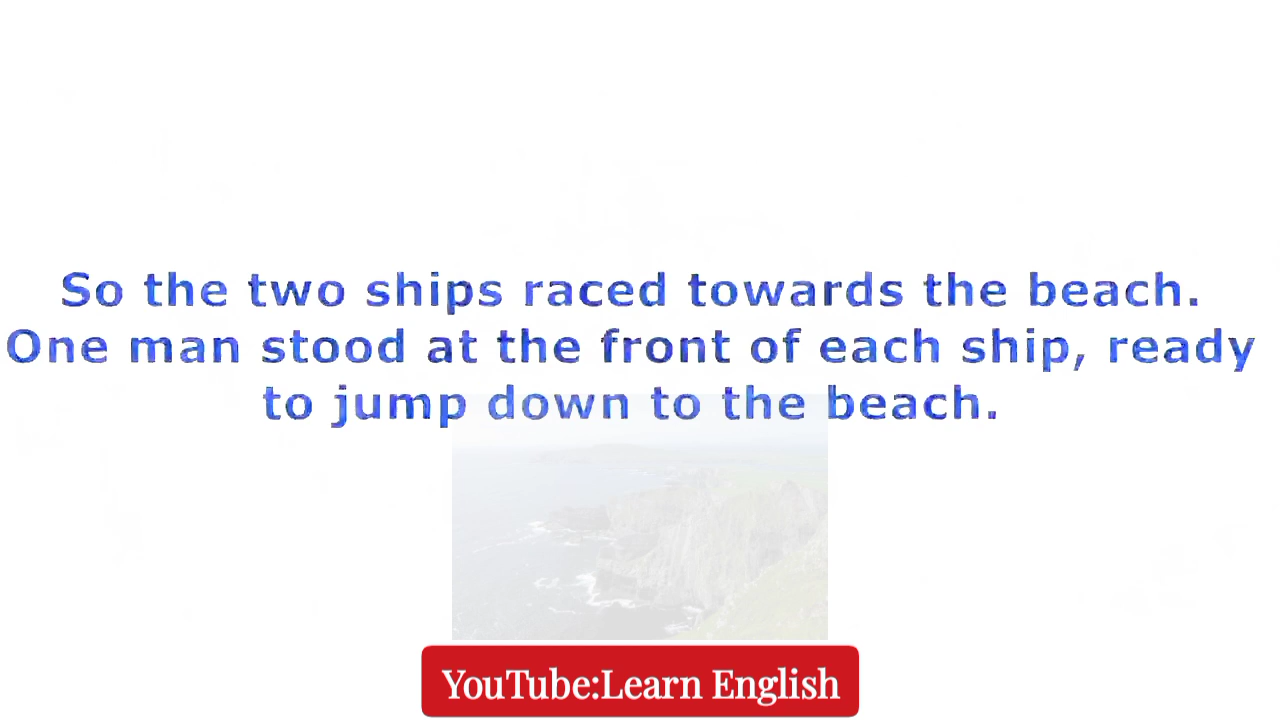 So the two ships raced towards the beach.
One man stood at the front of each ship, ready
to jump down to the beach.
YouTube:Learn English